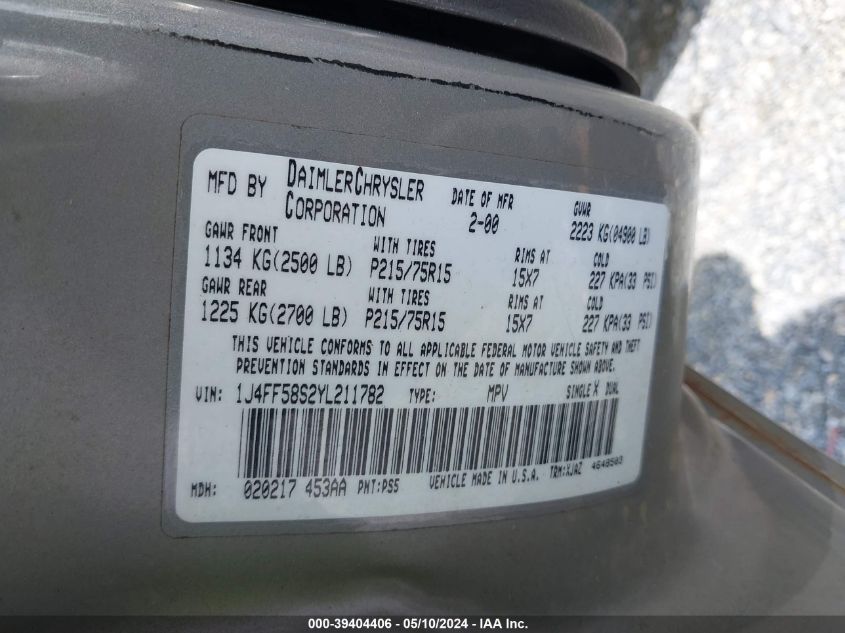 MFD BY DAIMLERCHRYSLER CORPORATION DATE OF MFR 2-00 GVWR 2223 KG(04900 LB)
GAWR FRONT WITH TIRES RIMS AT COLD
1134 KG(2500 LB) P215/75R15 15X7 227 KPA(33 PSI)
GAWR REAR WITH TIRES RIMS AT COLD
1225 KG(2700 LB) P215/75R15 15X7 227 KPA(33 PSI)
THIS VEHICLE CONFORMS TO ALL APPLICABLE FEDERAL MOTOR VEHICLE SAFETY AND THEFT
PREVENTION STANDARDS IN EFFECT ON THE DATE OF MANUFACTURE SHOWN ABOVE.
VIN: 1J4FF58S2YL211782 TYPE: MPV SINGLE X DUAL
MDH: 020217 453AA PNT:PS5 VEHICLE MADE IN U.S.A. TRM:XJAZ 4648503
000-39404406 - 05/10/2024 - IAA Inc.